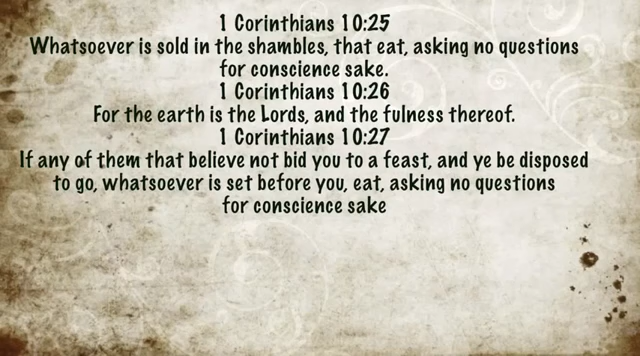 1 Corinthians 10:25
Whatsoever is sold in the shambles, that eat, asking no questions
for conscience sake.
1 Corinthians 10:26
For the earth is the Lords, and the fulness thereof.
1 Corinthians 10:27
If any of them that believe not bid you to a feast, and ye be disposed
to go, whatsoever is set before you, eat, asking no questions
for conscience sake